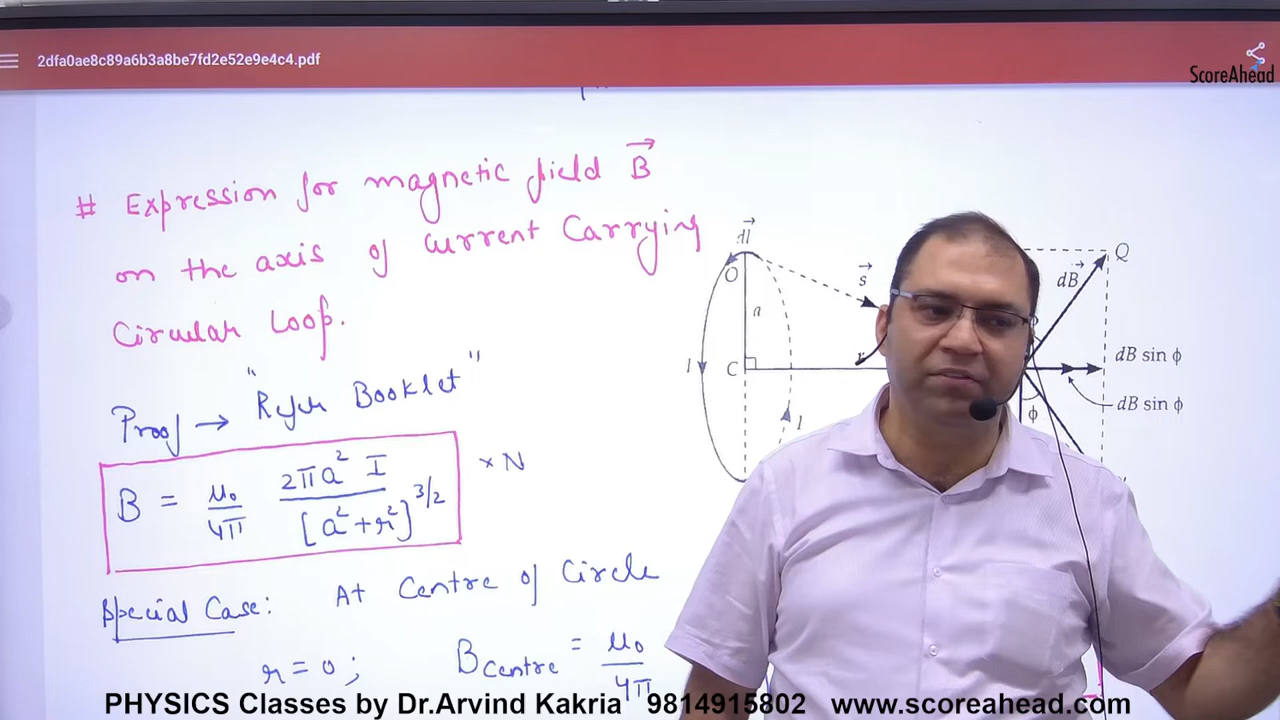 2dfa0ae8c89a6b3a8be7fd2e52e9e4c4.pdf
ScoreAhead
# Expression for magnetic field B⃗
on the axis of current Carrying
Circular Loop.
Proof → "Refer Booklet"
B = μ₀/4π 2πa² I/[a²+r²]^3/2 × N
Special Case: At Centre of Circle
r = 0; B centre = μ₀/4π
dl⃗
O
s⃗
a
I
C
r
I
Q
dB⃗
dB sin ϕ
dB sin ϕ
ϕ
PHYSICS Classes by Dr.Arvind Kakria 9814915802 www.scoreahead.com